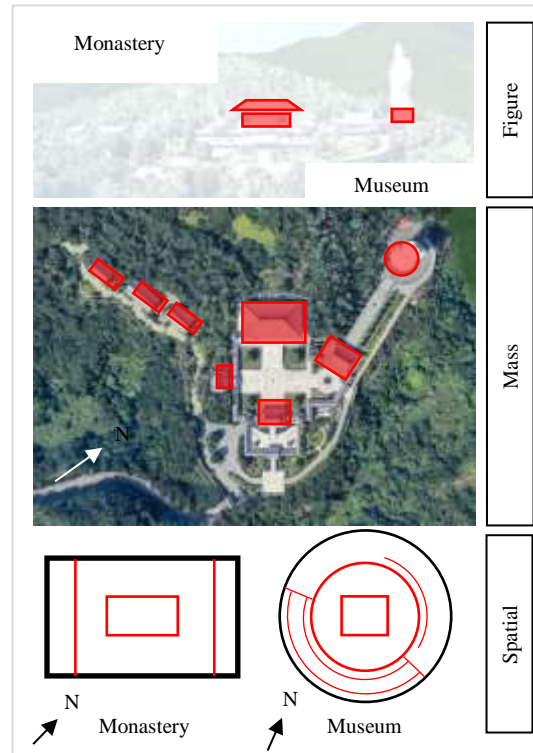 Monastery
Museum
Figure
N
Mass
N
Monastery
N
Museum
Spatial